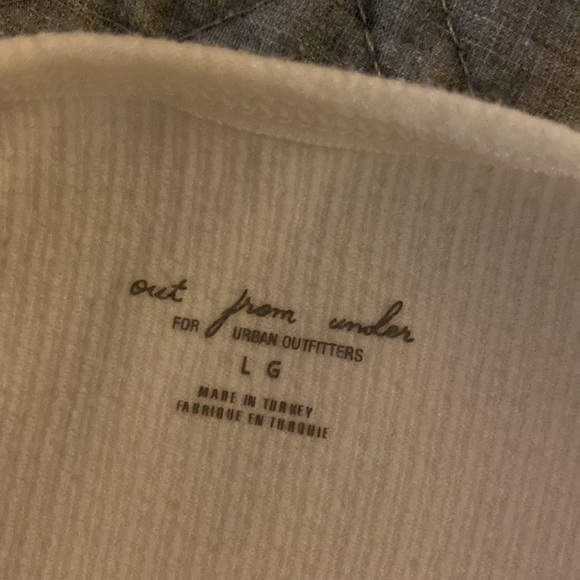 out from under
FOR URBAN OUTFITTERS
L G
MADE IN TURKEY
FABRIQUE EN TURQUIE